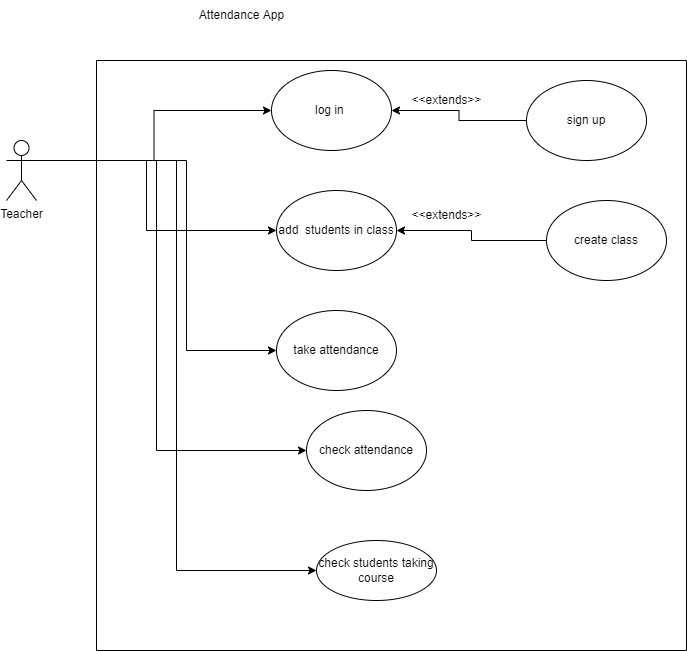 Attendance App
<<extends>>
log in
sign up
Teacher
<<extends>>
add  students in class
create class
take attendance
check attendance
check students taking
course